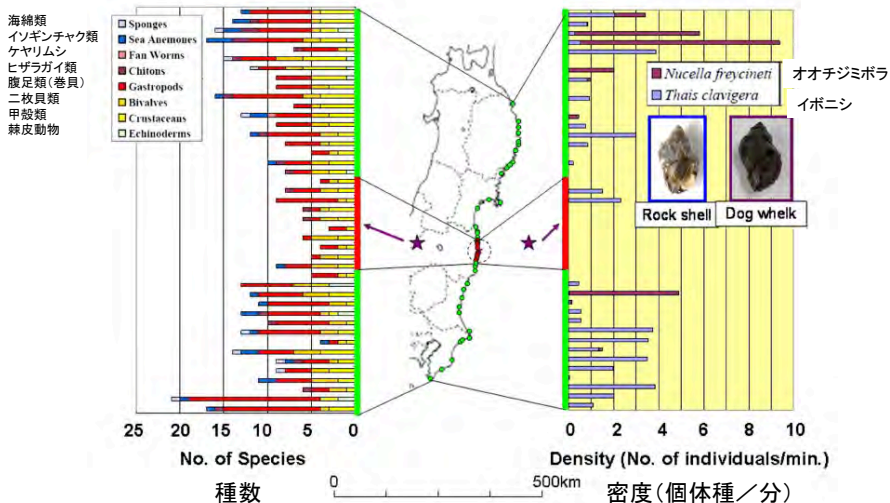 海綿類
イソギンチャク類
ケヤリムシ
ヒザラガイ類
腹足類(巻貝)
二枚貝類
甲殻類
棘皮動物
Sponges
Sea Anemones
Fan Worms
Chitons
Gastropods
Bivalves
Crustaceans
Echinoderms
Nucella freycineti
Thais clavigera
オオチジミボラ
イボニシ
Rock shell
Dog whelk
25 20 15 10 5 0
No. of Species
種数
0 500km
0 2 4 6 8 10
Density (No. of individuals/min.)
密度(個体種/分)